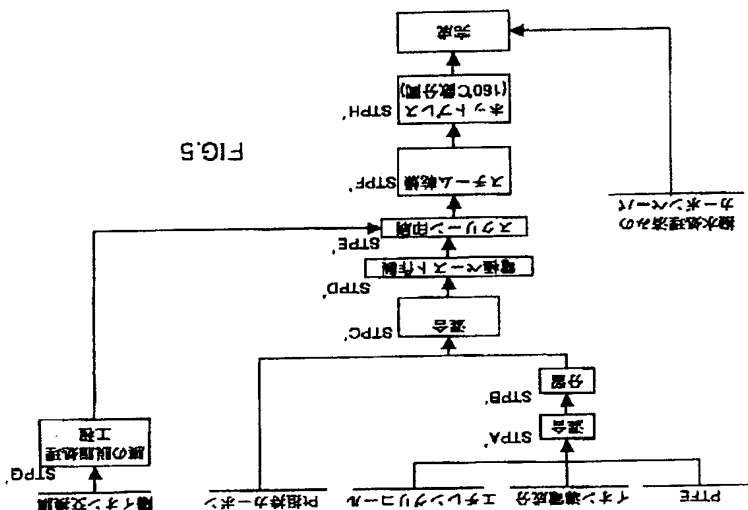 PTFE
イオン導電成分
エチレングリコール
Pt担持カーボン
陽イオン交換膜
STPA'
混合
STPG'
膜の脱脂処理
工程
STPB'
分留
STPC'
混合
STPD'
電極ペースト作製
STPE'
スクリーン印刷
撥水処理済みの
カーボンペーパ
STPF'
スチーム乾燥
STPH'
ホットプレス
(160℃数分間)
完成
FIG.5